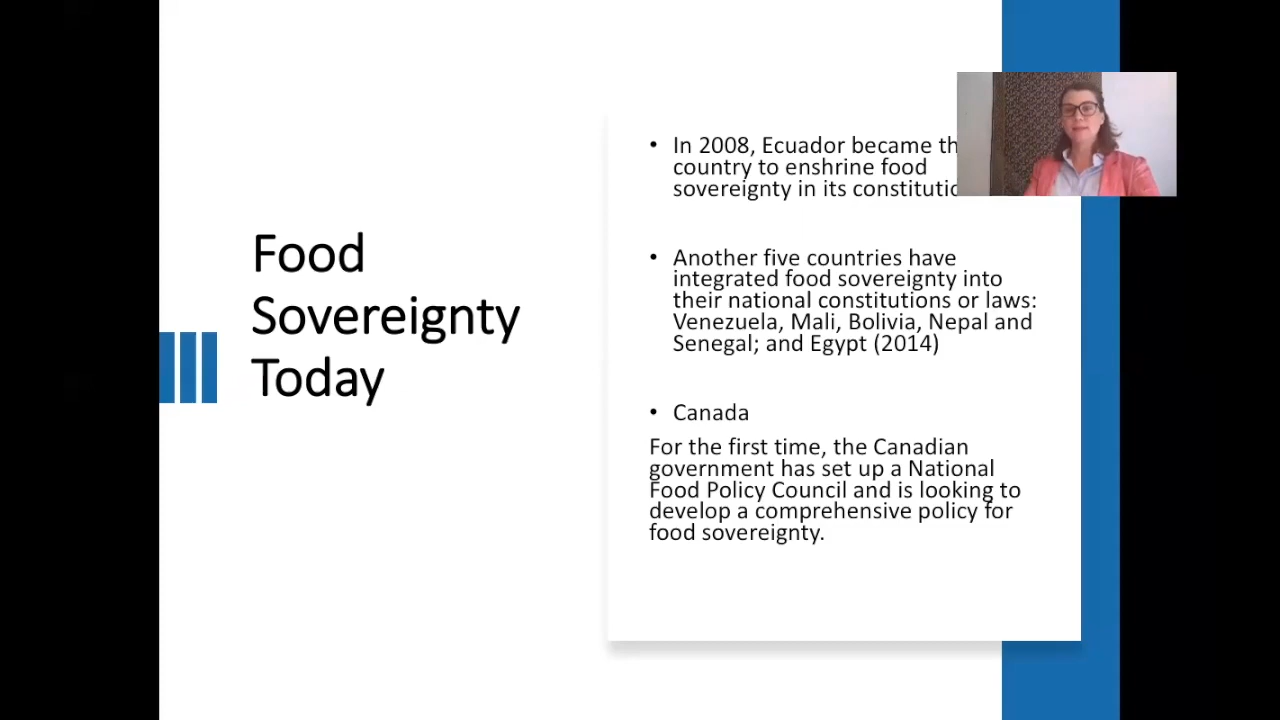 Food
Sovereignty
Today
• In 2008, Ecuador became
country to enshrine food
sovereignty in its
• Another five countries have
integrated food sovereignty into
their national constitutions or laws:
Venezuela, Mali, Bolivia, Nepal and
Senegal; and Egypt (2014)
• Canada
For the first time, the Canadian
government has set up a National
Food Policy Council and is looking to
develop a comprehensive policy for
food sovereignty.